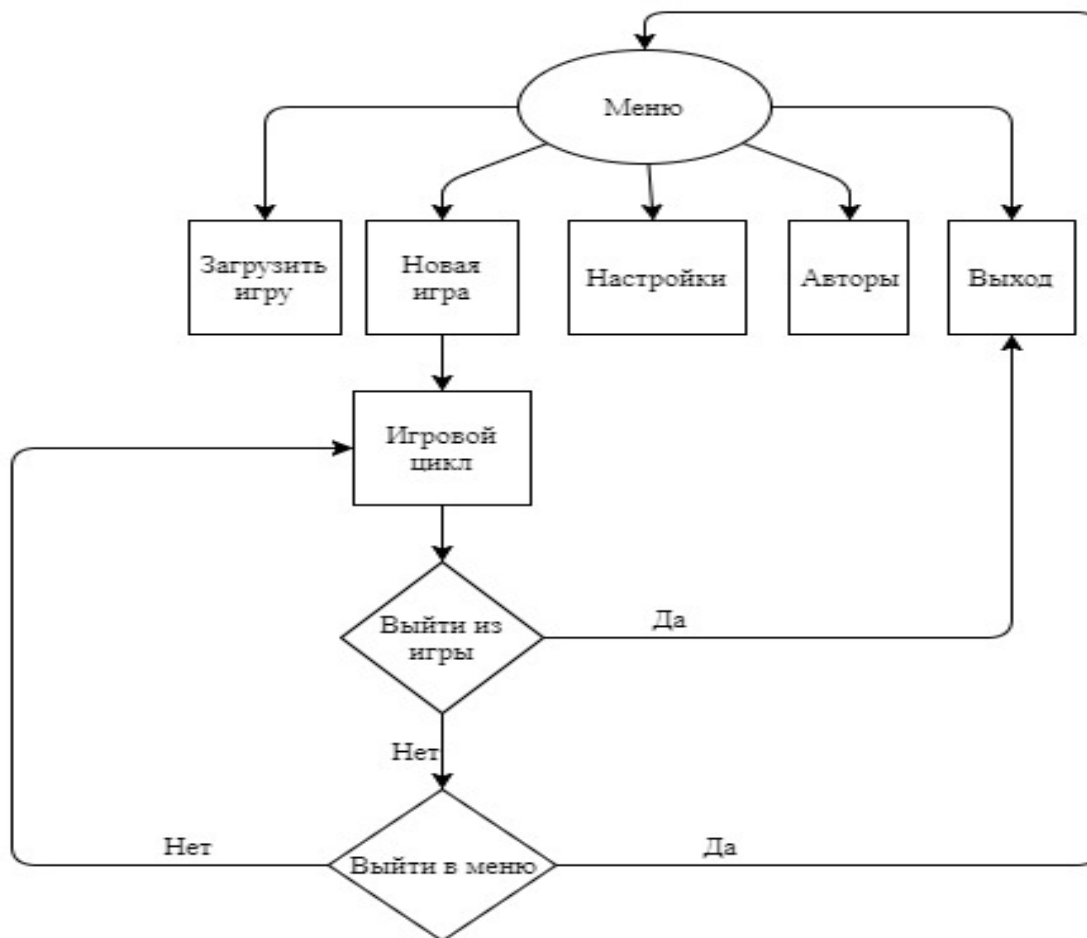 Меню
Загрузить
игру
Новая
игра
Настройки
Авторы
Выход
Игровой
цикл
Выйти из
игры
Да
Нет
Нет
Выйти в меню
Да